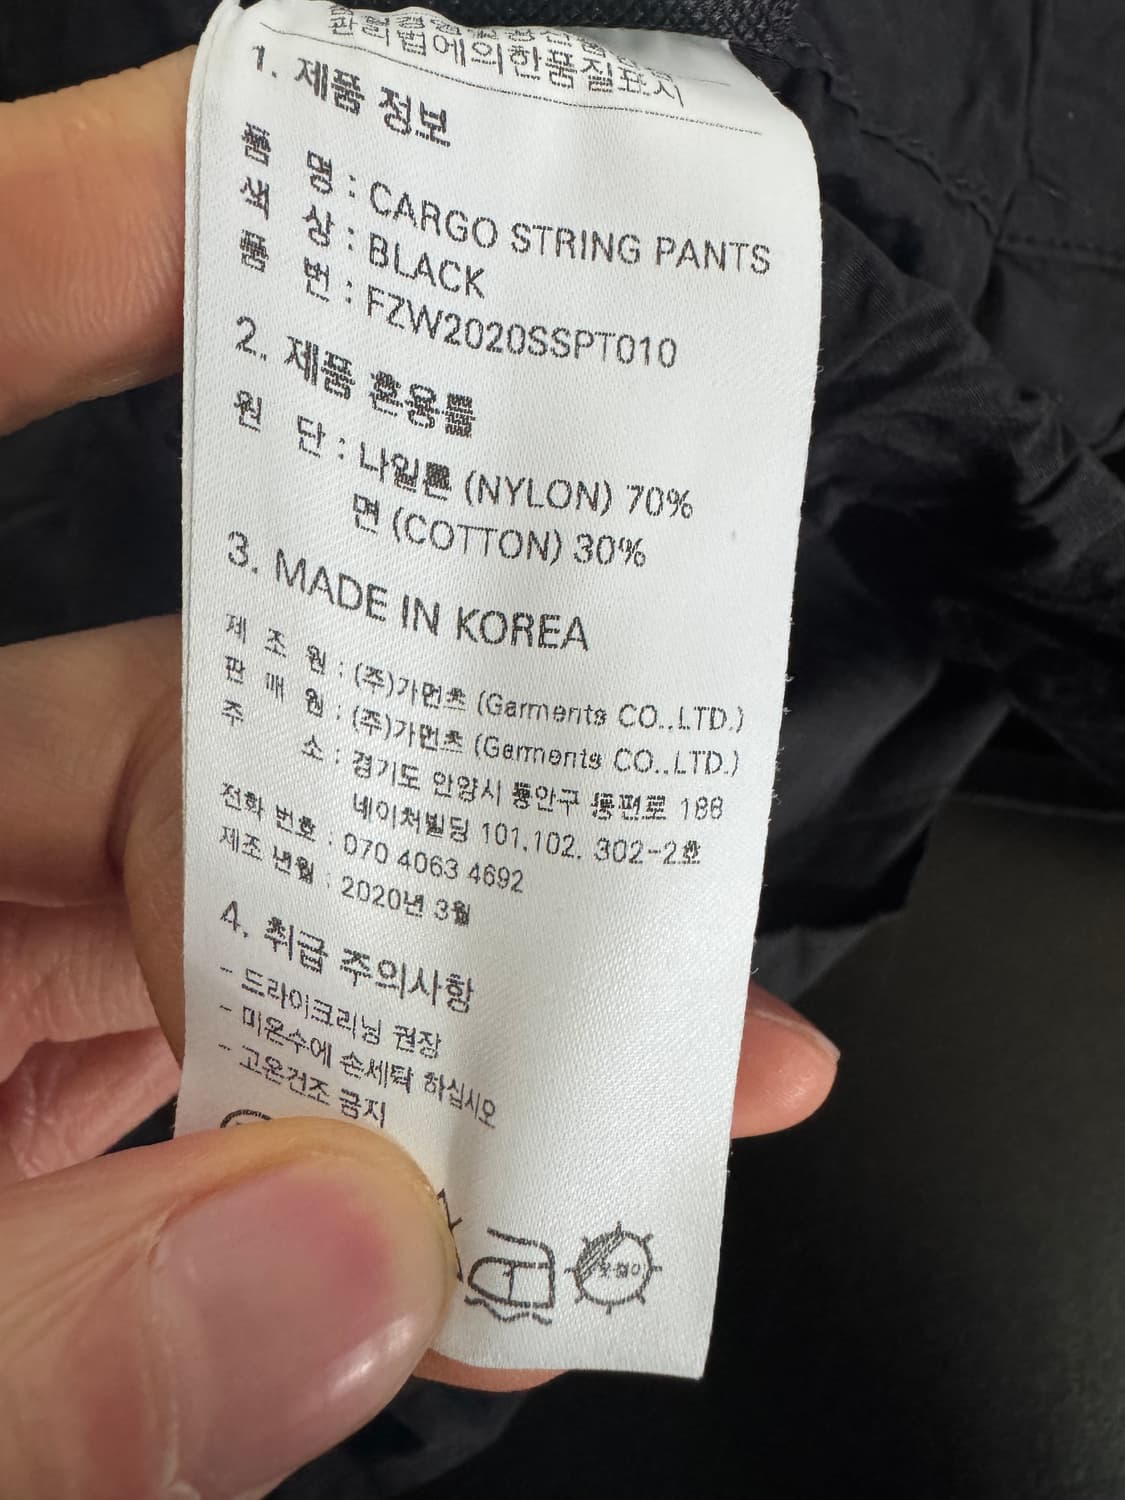 판매법에의한품질표시
1. 제품 정보
품 명 : CARGO STRING PANTS
색 상 : BLACK
품 번 : FZW2020SSPT010
2. 제품 혼용률
원 단 : 나일론 (NYLON) 70%
면 (COTTON) 30%
3. MADE IN KOREA
제 조 원 : (주)가먼츠 (Garments CO.,LTD.)
판 매 원 : (주)가먼츠 (Garments CO.,LTD.)
주 소 : 경기도 안양시 동안구 동편로 188
네이처빌딩 101,102, 302-2호
전화 번호 : 070 4063 4692
제조 년월 : 2020년 3월
4. 취급 주의사항
- 드라이크리닝 권장
- 미온수에 손세탁 하십시오
- 고온건조 금지
옷걸이